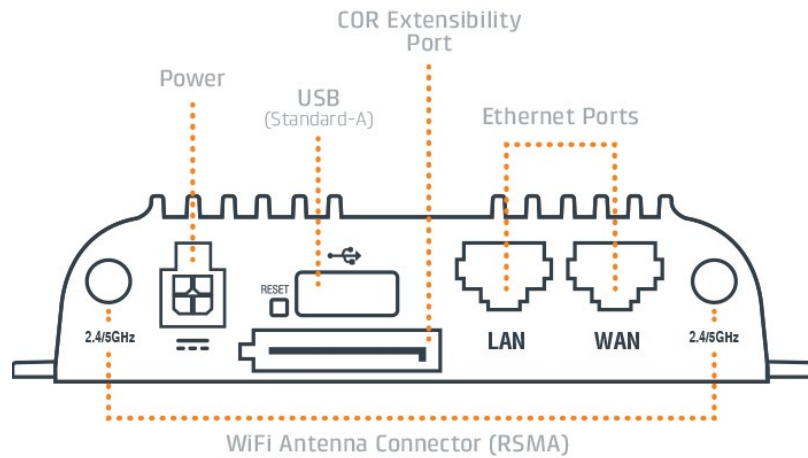 COR Extensibility
Port
Power
USB
(Standard-A)
Ethernet Ports
RESET
2.4/5GHz
LAN
WAN
2.4/5GHz
WiFi Antenna Connector (RSMA)